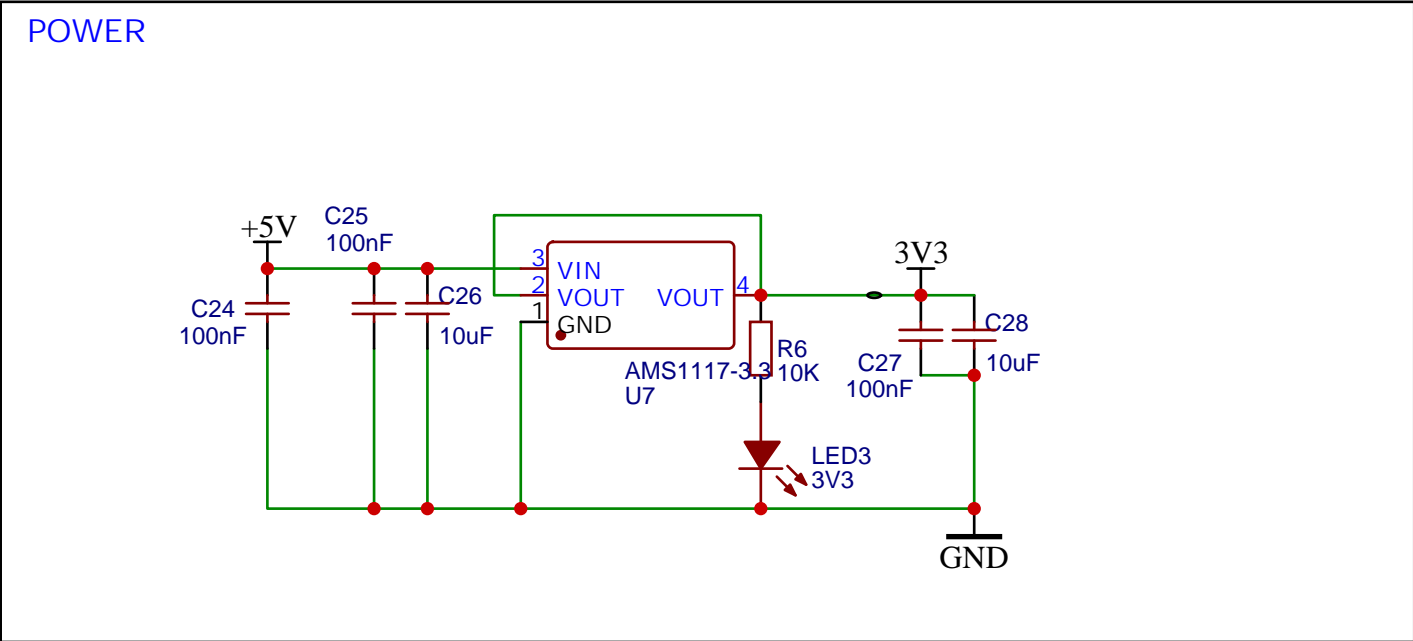 POWER
+5V
C25
100nF
C24
100nF
C26
10uF
3
VIN
2
VOUT
1
GND
VOUT
4
AMS1117-3.3
U7
R6
10K
LED3
3V3
3V3
C27
100nF
C28
10uF
GND